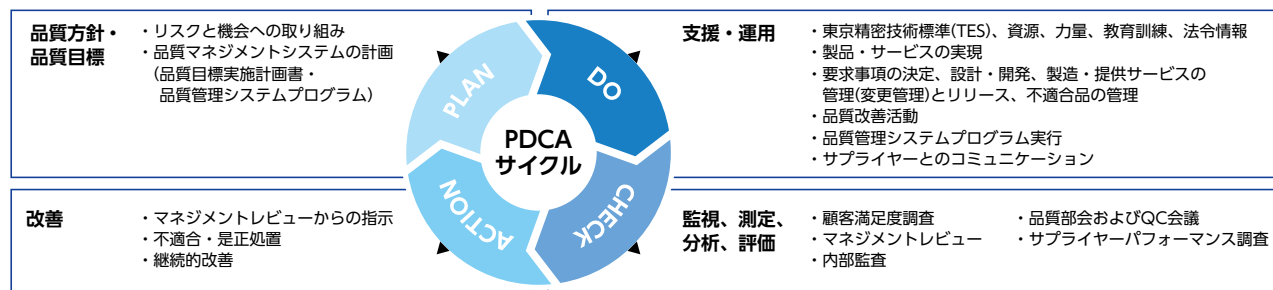 品質方針・
品質目標
・リスクと機会への取り組み
・品質マネジメントシステムの計画
(品質目標実施計画書・
品質管理システムプログラム)
支援・運用
・東京精密技術標準(TES)、資源、力量、教育訓練、法令情報
・製品・サービスの実現
・要求事項の決定、設計・開発、製造・提供サービスの
管理(変更管理)とリリース、不適合品の管理
・品質改善活動
・品質管理システムプログラム実行
・サプライヤーとのコミュニケーション
PLAN
DO
PDCA
サイクル
ACTION
CHECK
改善
・マネジメントレビューからの指示
・不適合・是正処置
・継続的改善
監視、測定、
分析、評価
・顧客満足度調査
・マネジメントレビュー
・内部監査
・品質部会およびQC会議
・サプライヤーパフォーマンス調査